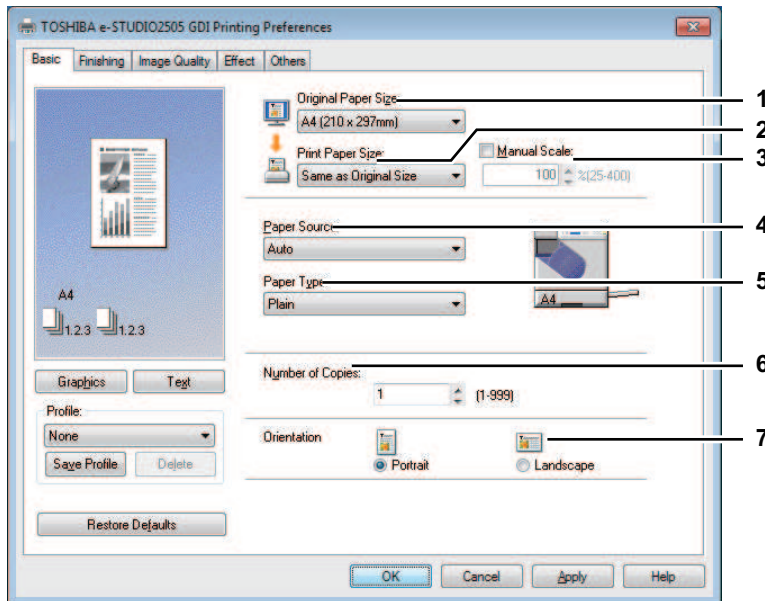 TOSHIBA e-STUDIO2505 GDI Printing Preferences
Basic Finishing Image Quality Effect Others
Original Paper Size 1
A4 (210 x 297mm)
2
Print Paper Size: Manual Scale: 3
Same as Original Size 100 %(25-400)
Paper Source 4
Auto
Paper Type 5
Plain
A4
A4
1.2.3 1.2.3
Graphics Text
Number of Copies: 6
1 (1-999)
Profile:
None
Save Profile Delete
Orientation 7
Portrait Landscape
Restore Defaults
OK Cancel Apply Help